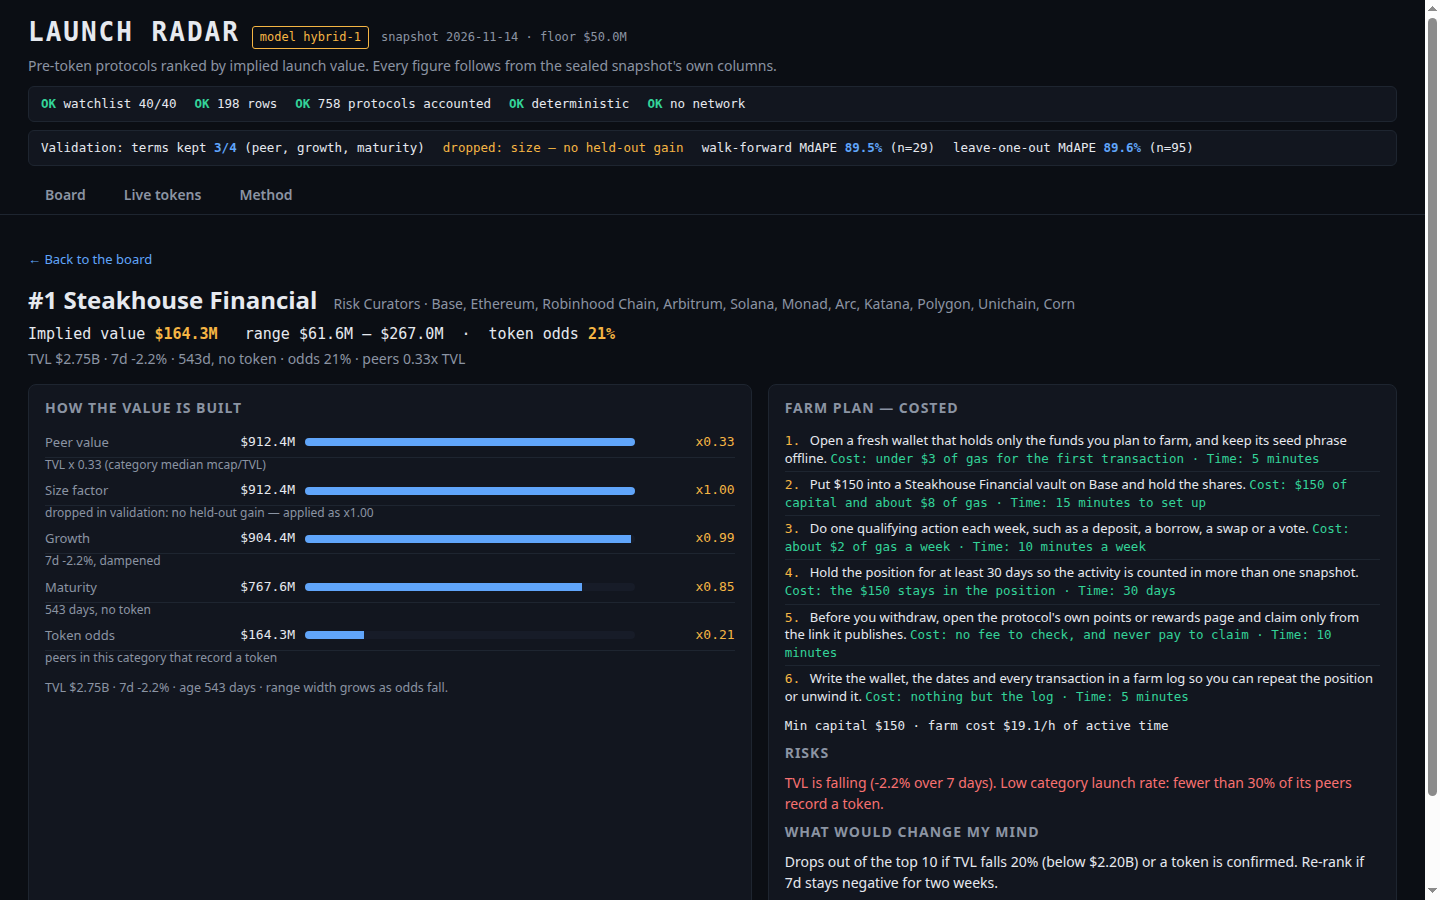 LAUNCH RADAR model hybrid-1 snapshot 2026-11-14 · floor $50.0M
Pre-token protocols ranked by implied launch value. Every figure follows from the sealed snapshot's own columns.
OK watchlist 40/40 OK 198 rows OK 758 protocols accounted OK deterministic OK no network
Validation: terms kept 3/4 (peer, growth, maturity) dropped: size — no held-out gain walk-forward MdAPE 89.5% (n=29) leave-one-out MdAPE 89.6% (n=95)
Board Live tokens Method
← Back to the board
#1 Steakhouse Financial Risk Curators · Base, Ethereum, Robinhood Chain, Arbitrum, Solana, Monad, Arc, Katana, Polygon, Unichain, Corn
Implied value $164.3M range $61.6M — $267.0M · token odds 21%
TVL $2.75B · 7d -2.2% · 543d, no token · odds 21% · peers 0.33x TVL
HOW THE VALUE IS BUILT
Peer value $912.4M x0.33
TVL x 0.33 (category median mcap/TVL)
Size factor $912.4M x1.00
dropped in validation: no held-out gain — applied as x1.00
Growth $904.4M x0.99
7d -2.2%, dampened
Maturity $767.6M x0.85
543 days, no token
Token odds $164.3M x0.21
peers in this category that record a token
TVL $2.75B · 7d -2.2% · age 543 days · range width grows as odds fall.
FARM PLAN — COSTED
1. Open a fresh wallet that holds only the funds you plan to farm, and keep its seed phrase
offline. Cost: under $3 of gas for the first transaction · Time: 5 minutes
2. Put $150 into a Steakhouse Financial vault on Base and hold the shares. Cost: $150 of
capital and about $8 of gas · Time: 15 minutes to set up
3. Do one qualifying action each week, such as a deposit, a borrow, a swap or a vote. Cost:
about $2 of gas a week · Time: 10 minutes a week
4. Hold the position for at least 30 days so the activity is counted in more than one snapshot.
Cost: the $150 stays in the position · Time: 30 days
5. Before you withdraw, open the protocol's own points or rewards page and claim only from
the link it publishes. Cost: no fee to check, and never pay to claim · Time: 10
minutes
6. Write the wallet, the dates and every transaction in a farm log so you can repeat the position
or unwind it. Cost: nothing but the log · Time: 5 minutes
Min capital $150 · farm cost $19.1/h of active time
RISKS
TVL is falling (-2.2% over 7 days). Low category launch rate: fewer than 30% of its peers
record a token.
WHAT WOULD CHANGE MY MIND
Drops out of the top 10 if TVL falls 20% (below $2.20B) or a token is confirmed. Re-rank if
7d stays negative for two weeks.